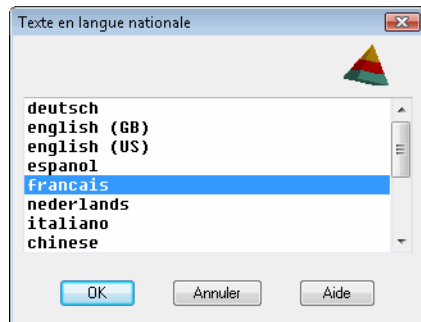 Texte en langue nationale
deutsch
english (GB)
english (US)
espanol
francais
nederlands
italiano
chinese
OK Annuler Aide